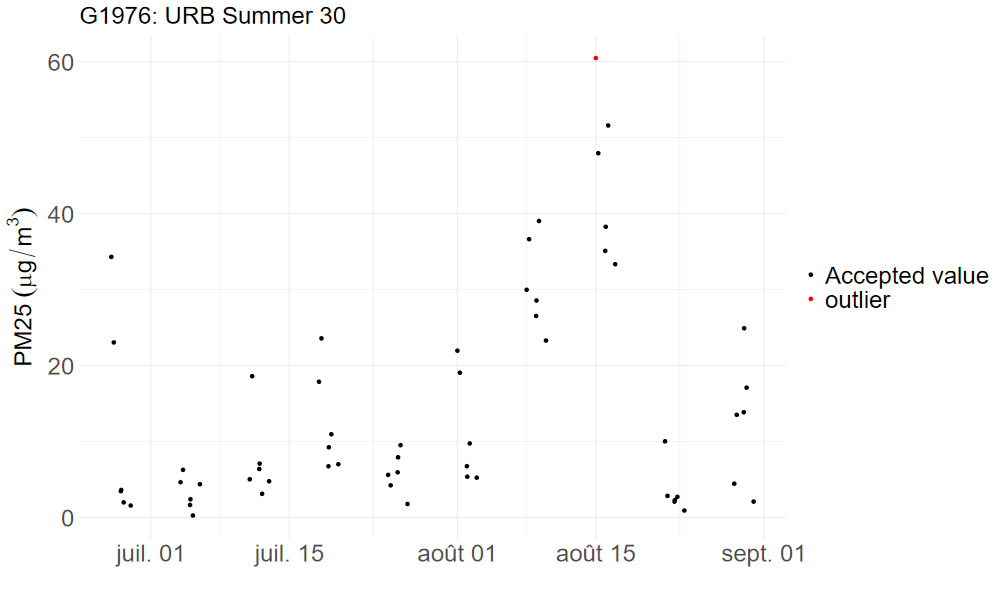 G1976: URB Summer 30
PM25 (μg/m³)
60
40
20
0
juil. 01 juil. 15 août 01 août 15 sept. 01
Accepted value
outlier